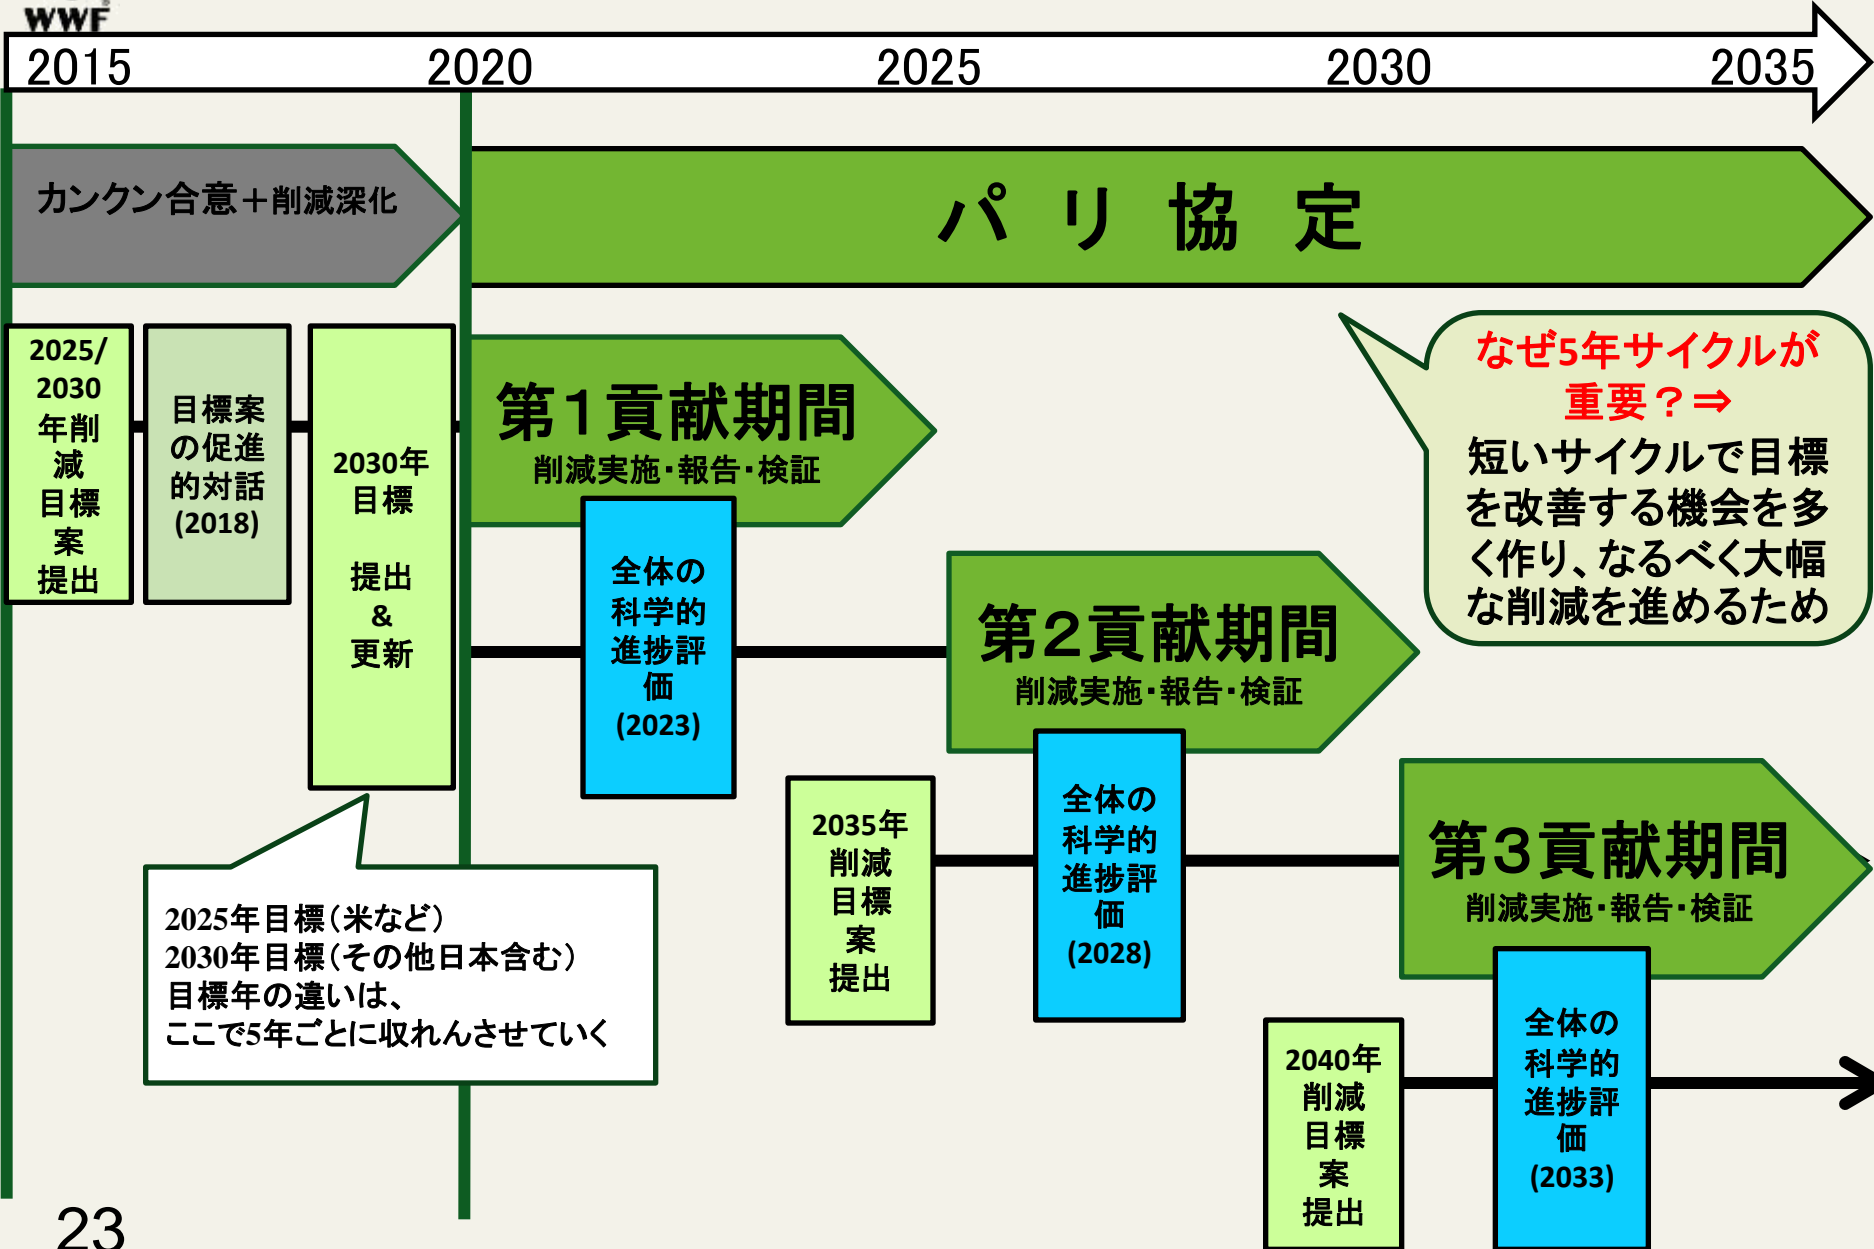 WWF
2015 2020 2025 2030 2035
カンクン合意+削減深化
パリ協定
2025/
2030
年削
減
目標
案
提出
目標案
の促進
的対話
(2018)
2030年
目標
提出
&
更新
第1貢献期間
削減実施・報告・検証
全体の
科学的
進捗評
価
(2023)
なぜ5年サイクルが
重要？⇒
短いサイクルで目標
を改善する機会を多
く作り、なるべく大幅
な削減を進めるため
第2貢献期間
削減実施・報告・検証
2025年目標（米など）
2030年目標（その他日本含む）
目標年の違いは、
ここで5年ごとに収れんさせていく
2035年
削減
目標
案
提出
全体の
科学的
進捗評
価
(2028)
第3貢献期間
削減実施・報告・検証
2040年
削減
目標
案
提出
全体の
科学的
進捗評
価
(2033)
23